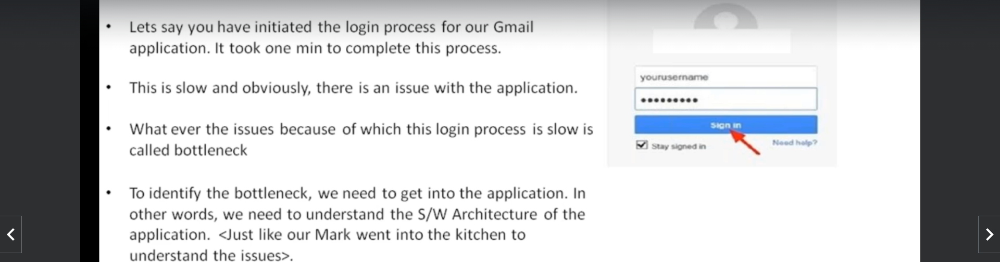 • Lets say you have initiated the login process for our Gmail
application. It took one min to complete this process.
• This is slow and obviously, there is an issue with the application.
• What ever the issues because of which this login process is slow is
called bottleneck
• To identify the bottleneck, we need to get into the application. In
other words, we need to understand the S/W Architecture of the
application. <Just like our Mark went into the kitchen to
understand the issues>.
yourusername
•••••••••
Sign in
Stay signed in
Need help?